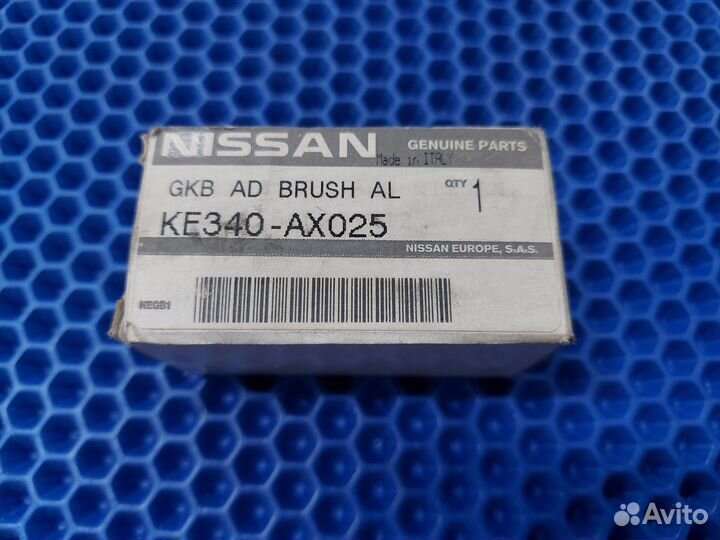 NISSAN GENUINE PARTS
Made in ITALY
GKB AD BRUSH AL QTY 1
KE340-AX025
NISSAN EUROPE, S.A.S.
NEGB1
Avito